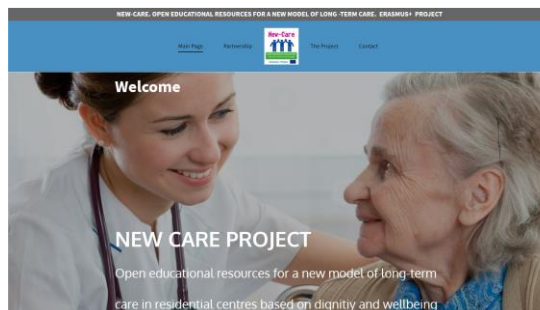 NEW-CARE. OPEN EDUCATIONAL RESOURCES FOR A NEW MODEL OF LONG -TERM CARE. ERASMUS+ PROJECT
Main Page Partnership New-Care The Project Contact
Welcome
NEW CARE PROJECT
Open educational resources for a new model of long-term
care in residential centres based on dignitiy and wellbeing